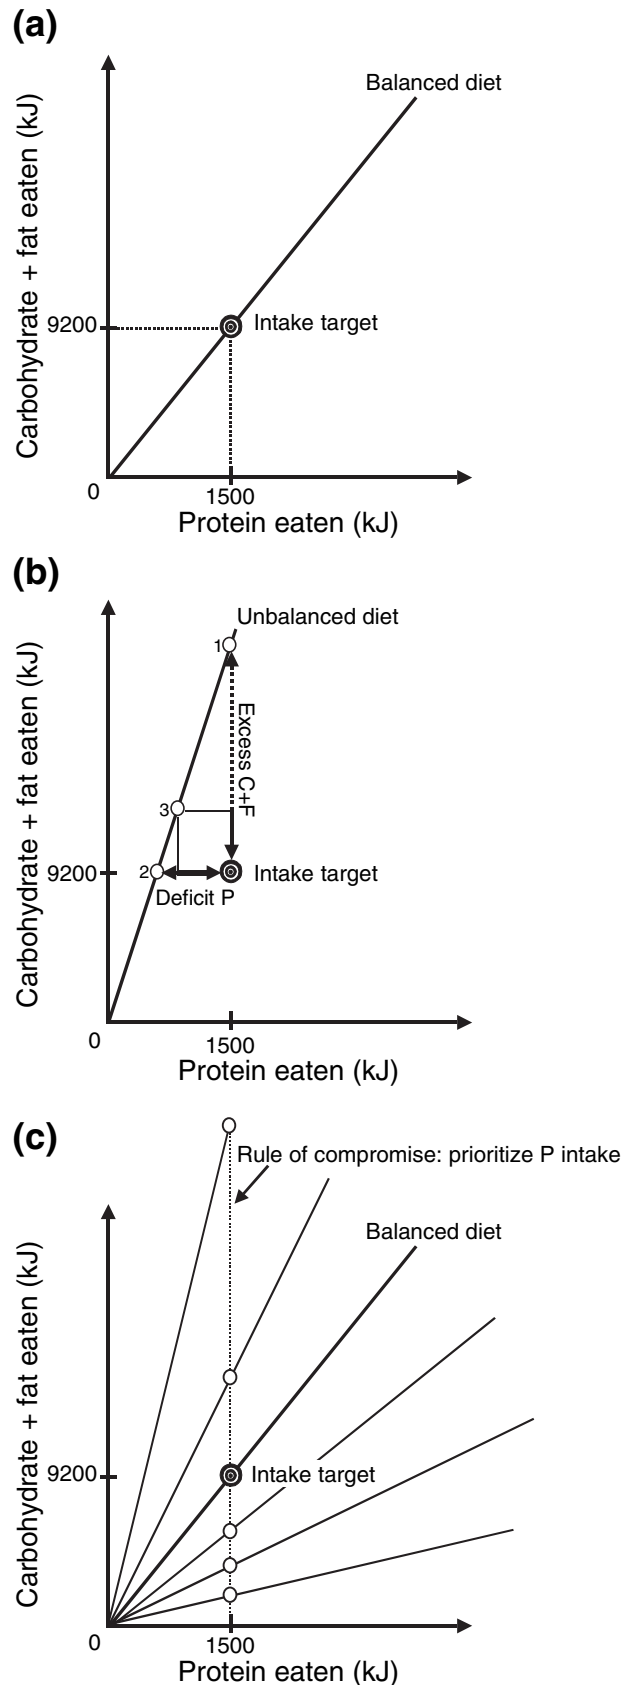 (a)
Balanced diet
Carbohydrate + fat eaten (kJ)
9200
Intake target
0
1500
Protein eaten (kJ)
(b)
Unbalanced diet
1
Carbohydrate + fat eaten (kJ)
Excess C+F
3
9200
2
Intake target
Deficit P
0
1500
Protein eaten (kJ)
(c)
Rule of compromise: prioritize P intake
Balanced diet
Carbohydrate + fat eaten (kJ)
9200
Intake target
0
1500
Protein eaten (kJ)